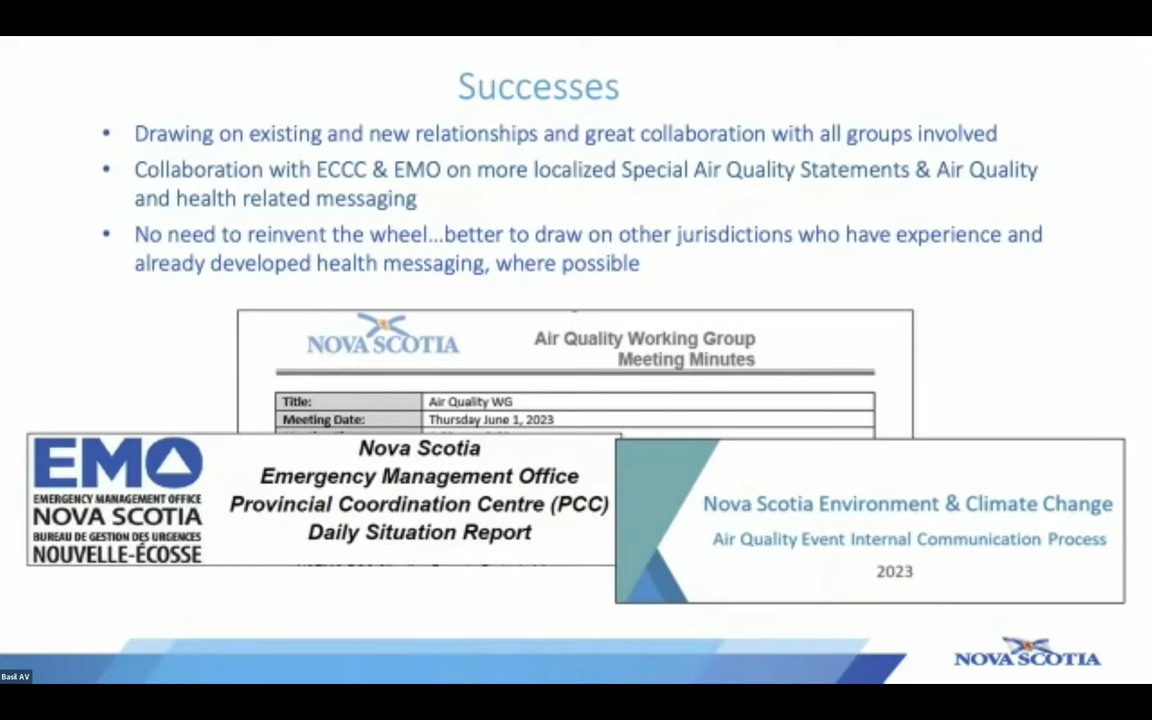 Successes
• Drawing on existing and new relationships and great collaboration with all groups involved
• Collaboration with ECCC & EMO on more localized Special Air Quality Statements & Air Quality
and health related messaging
• No need to reinvent the wheel...better to draw on other jurisdictions who have experience and
already developed health messaging, where possible
NOVA SCOTIA
Air Quality Working Group
Meeting Minutes
Title: Air Quality WG
Meeting Date: Thursday June 1, 2023
EMO
EMERGENCY MANAGEMENT OFFICE
NOVA SCOTIA
BUREAU DE GESTION DES URGENCES
NOUVELLE-ÉCOSSE
Nova Scotia
Emergency Management Office
Provincial Coordination Centre (PCC)
Daily Situation Report
Nova Scotia Environment & Climate Change
Air Quality Event Internal Communication Process
2023
NOVA SCOTIA
Basil AV